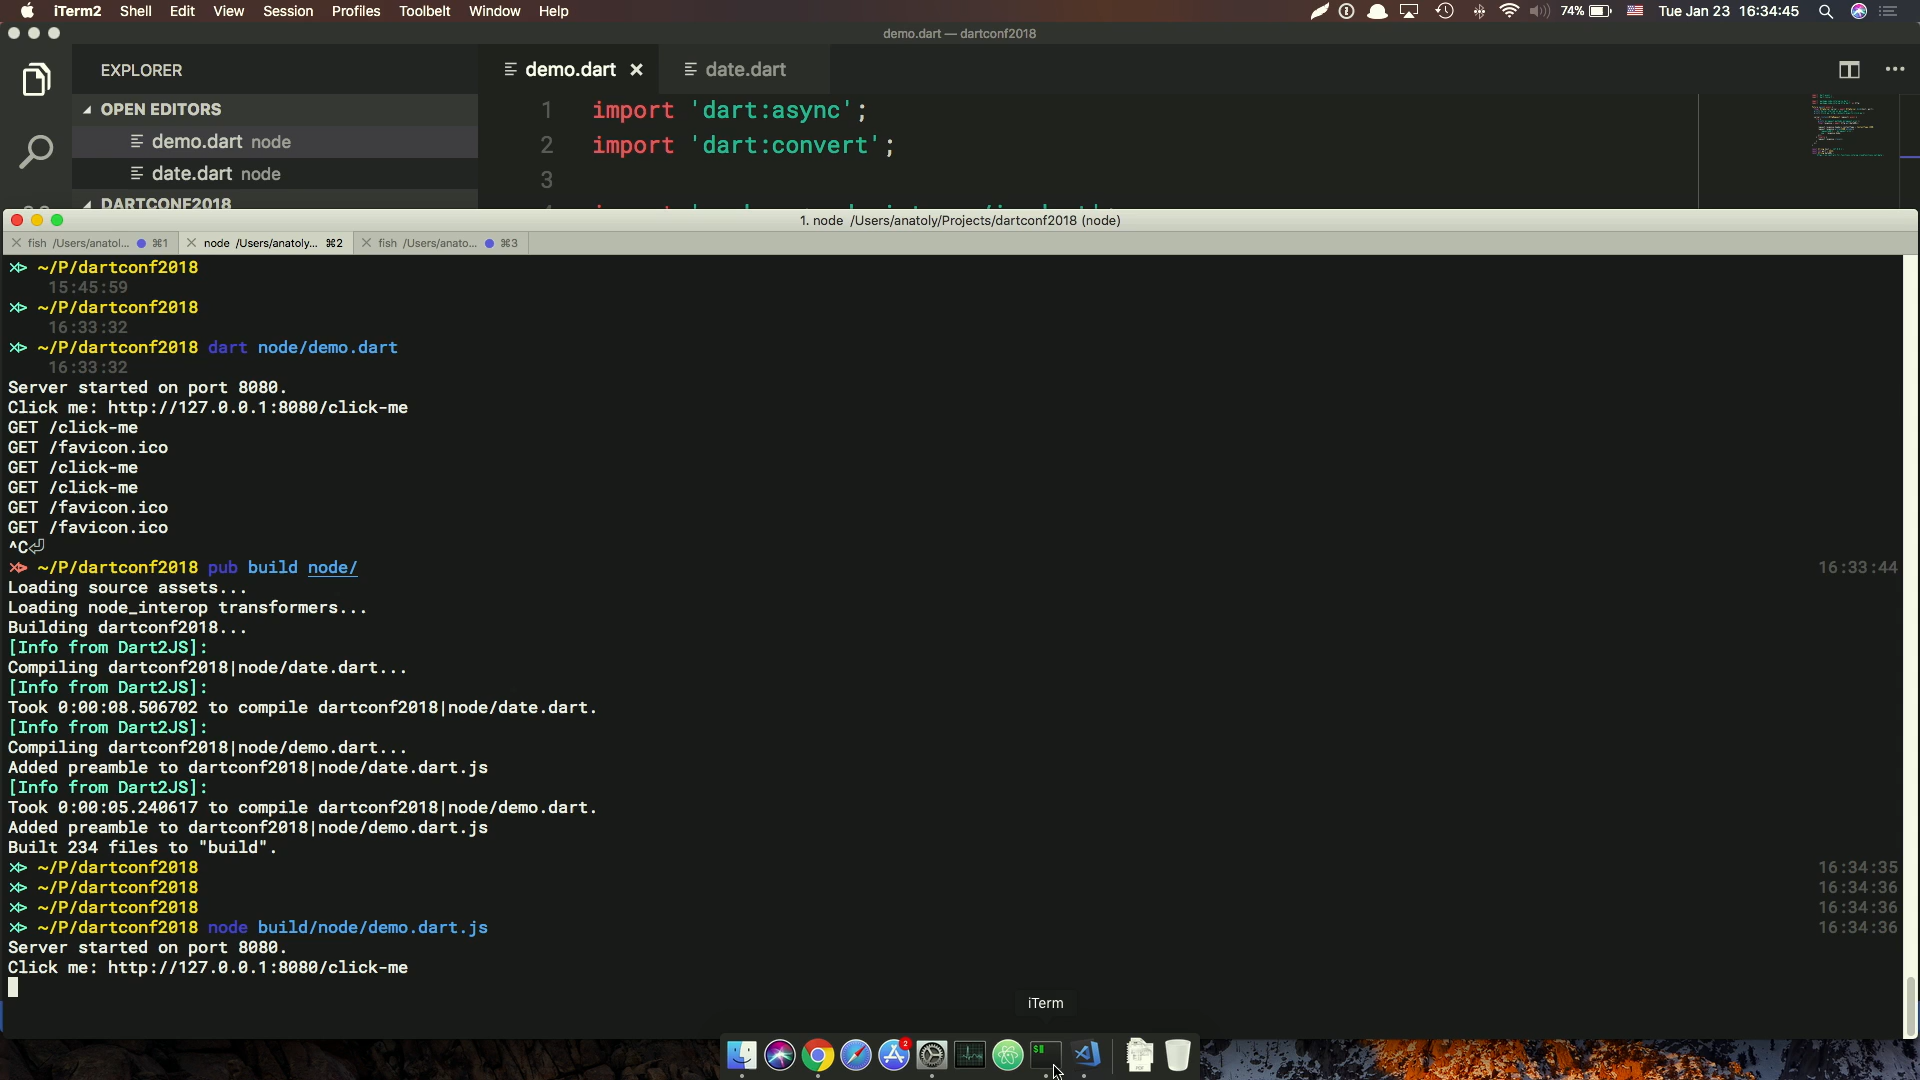 iTerm2 Shell Edit View Session Profiles Toolbelt Window Help 74% Tue Jan 23 16:34:45
demo.dart — dartconf2018
EXPLORER
demo.dart
date.dart
OPEN EDITORS
demo.dart node
date.dart node
DARTCONF2018
1 import 'dart:async';
2 import 'dart:convert';
3
1. node /Users/anatoly/Projects/dartconf2018 (node)
fish /Users/anatol... ⌘1
node /Users/anatoly... ⌘2
fish /Users/anato... ⌘3
~/P/dartconf2018
15:45:59
~/P/dartconf2018
16:33:32
~/P/dartconf2018 dart node/demo.dart
16:33:32
Server started on port 8080.
Click me: http://127.0.0.1:8080/click-me
GET /click-me
GET /favicon.ico
GET /click-me
GET /click-me
GET /favicon.ico
GET /favicon.ico
^C⏎
~/P/dartconf2018 pub build node/ 16:33:44
Loading source assets...
Loading node_interop transformers...
Building dartconf2018...
[Info from Dart2JS]:
Compiling dartconf2018|node/date.dart...
[Info from Dart2JS]:
Took 0:00:08.506702 to compile dartconf2018|node/date.dart.
[Info from Dart2JS]:
Compiling dartconf2018|node/demo.dart...
Added preamble to dartconf2018|node/date.dart.js
[Info from Dart2JS]:
Took 0:00:05.240617 to compile dartconf2018|node/demo.dart.
Added preamble to dartconf2018|node/demo.dart.js
Built 234 files to "build".
~/P/dartconf2018 16:34:35
~/P/dartconf2018 16:34:36
~/P/dartconf2018 16:34:36
~/P/dartconf2018 node build/node/demo.dart.js 16:34:36
Server started on port 8080.
Click me: http://127.0.0.1:8080/click-me
iTerm
2
$